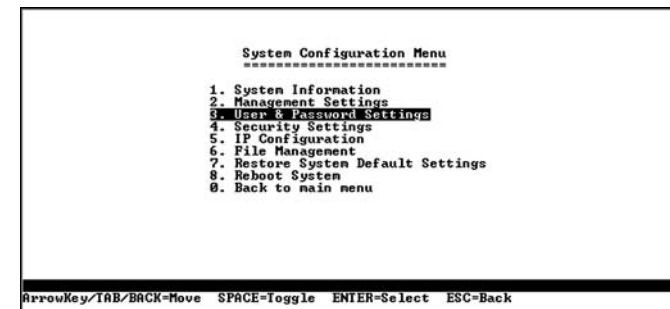 System Configuration Menu
=========================
1. System Information
2. Management Settings
3. User & Password Settings
4. Security Settings
5. IP Configuration
6. File Management
7. Restore System Default Settings
8. Reboot System
0. Back to main menu
ArrowKey/TAB/BACK=Move SPACE=Toggle ENTER=Select ESC=Back